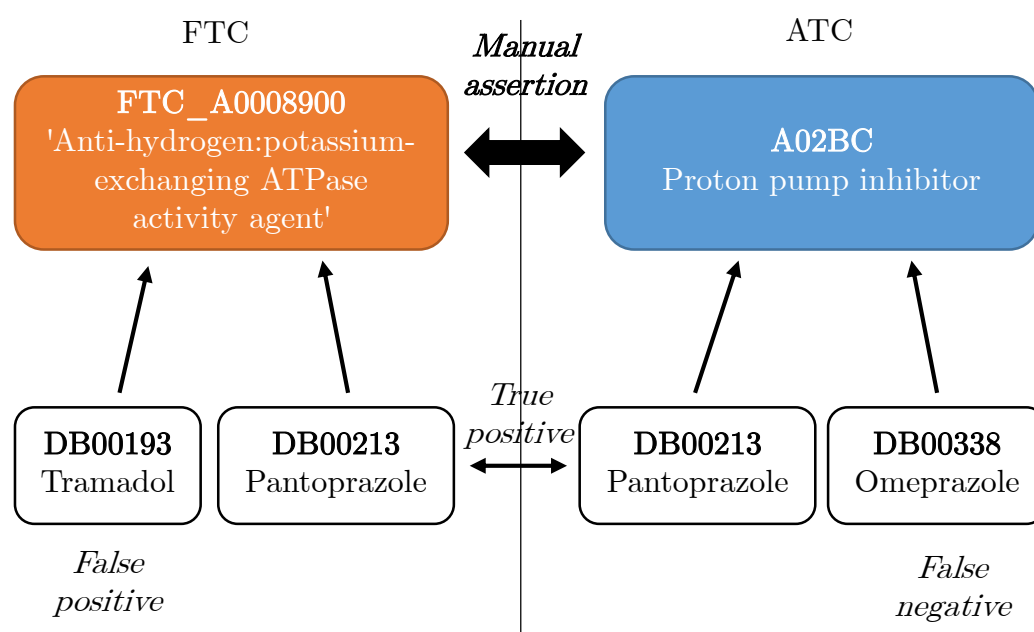 FTC
ATC
Manual
assertion
FTC_A0008900
'Anti-hydrogen:potassium-
exchanging ATPase
activity agent'
A02BC
Proton pump inhibitor
True
positive
DB00193
Tramadol
DB00213
Pantoprazole
DB00213
Pantoprazole
DB00338
Omeprazole
False
positive
False
negative